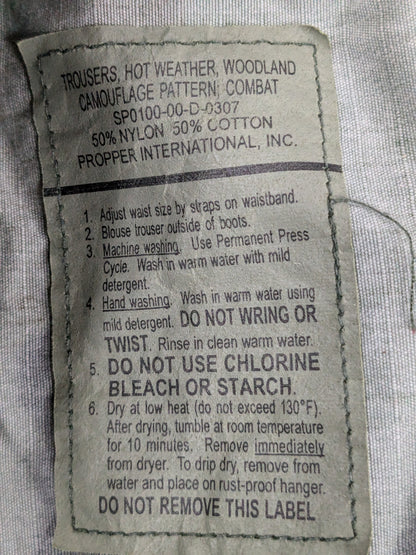 TROUSERS, HOT WEATHER, WOODLAND
CAMOUFLAGE PATTERN; COMBAT
SP0100-00-D-0307
50% NYLON 50% COTTON
PROPPER INTERNATIONAL, INC.
1. Adjust waist size by straps on waistband.
2. Blouse trouser outside of boots.
3. Machine washing. Use Permanent Press
Cycle. Wash in warm water with mild
detergent.
4. Hand washing. Wash in warm water using
mild detergent. DO NOT WRING OR
TWIST. Rinse in clean warm water.
5. DO NOT USE CHLORINE
BLEACH OR STARCH.
6. Dry at low heat (do not exceed 130°F).
After drying, tumble at room temperature
for 10 minutes. Remove immediately
from dryer. To drip dry, remove from
water and place on rust-proof hanger.
DO NOT REMOVE THIS LABEL